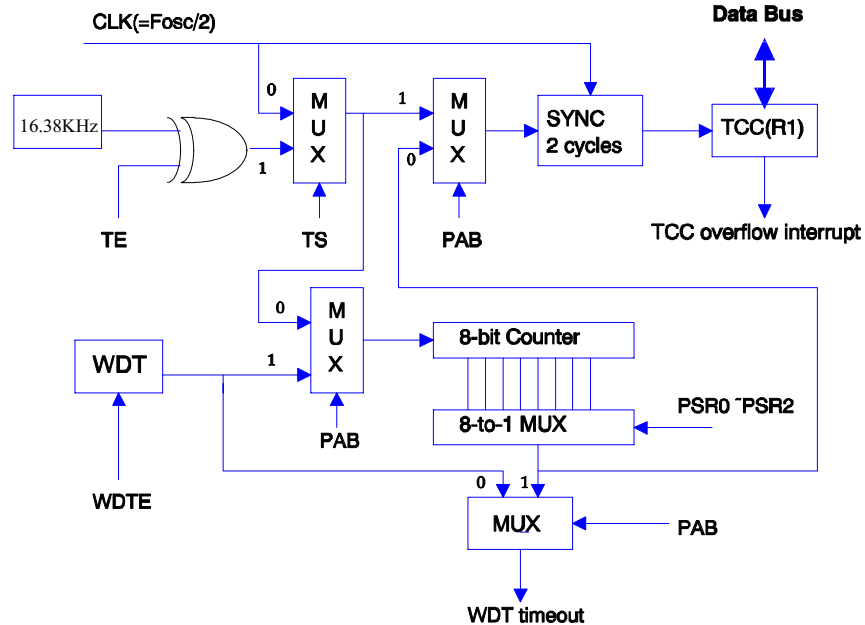 Data Bus
CLK(=Fosc/2)
0
M
U
X
1
M
U
X
0
16.38KHz
1
SYNC
2 cycles
TCC(R1)
TE
TS
PAB
TCC overflow interrupt
0
M
U
X
1
8-bit Counter
WDT
PAB
8-to-1 MUX
PSR0 ~PSR2
WDTE
0
1
MUX
PAB
WDT timeout